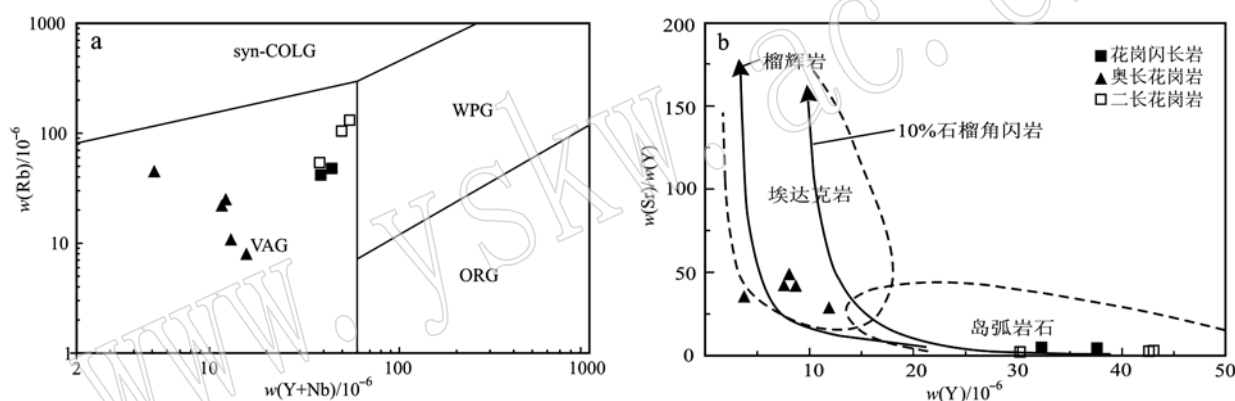 a
1000
100
10
1
w(Rb)/10⁻⁶
syn-COLG
WPG
VAG
ORG
2
10
100
1000
w(Y+Nb)/10⁻⁶
b
200
150
100
50
0
w(Sr)/w(Y)
榴辉岩
10%石榴角闪岩
埃达克岩
岛弧岩石
■花岗闪长岩
▲奥长花岗岩
□二长花岗岩
10
20
30
40
50
w(Y)/10⁻⁶
www.yskw.ac.